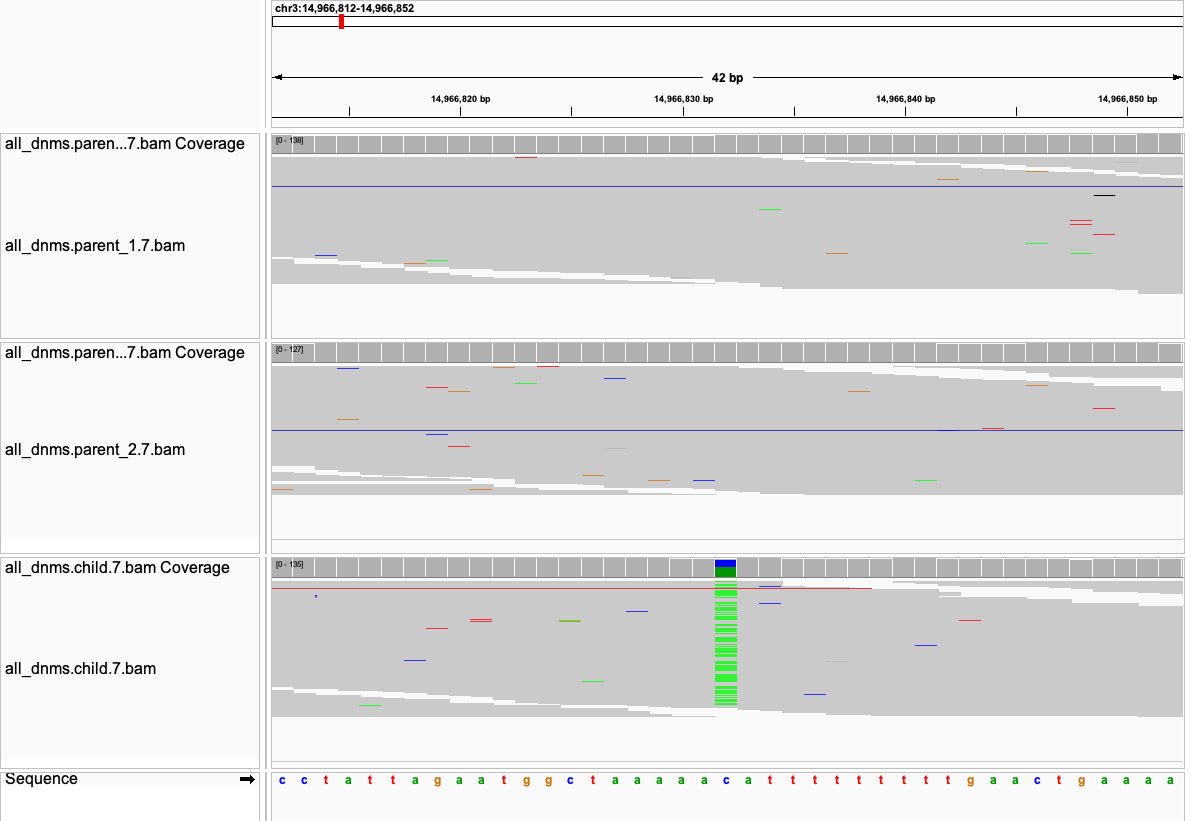 chr3:14,966,812-14,966,852
42 bp
14,966,820 bp 14,966,830 bp 14,966,840 bp 14,966,850 bp
all_dnms.paren...7.bam Coverage
[0 - 138]
all_dnms.parent_1.7.bam
all_dnms.paren...7.bam Coverage
[0 - 127]
all_dnms.parent_2.7.bam
all_dnms.child.7.bam Coverage
[0 - 135]
all_dnms.child.7.bam
Sequence c c t a t t a g a a t g g c t a a a a a c a t t t t t t t t t g a a c t g a a a a